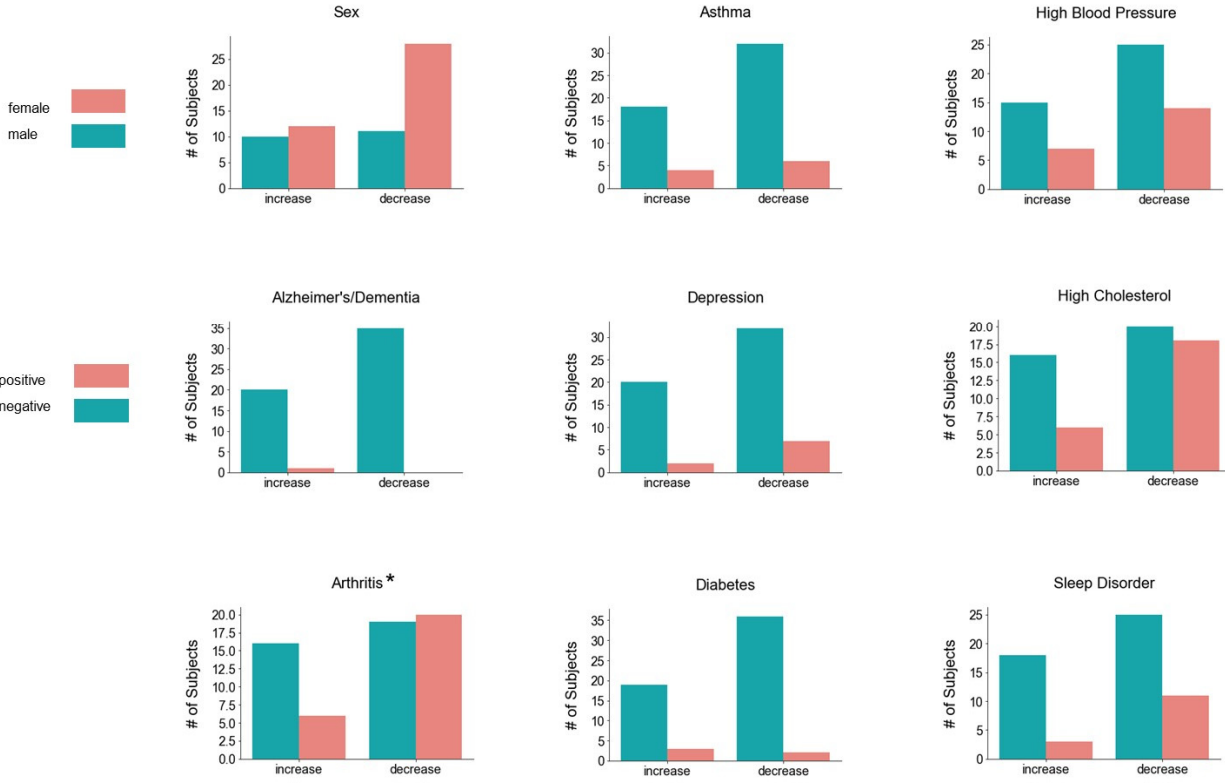 female
male
positive
negative
Sex
# of Subjects
25
20
15
10
5
0
increase decrease
Asthma
# of Subjects
30
25
20
15
10
5
0
increase decrease
High Blood Pressure
# of Subjects
25
20
15
10
5
0
increase decrease
Alzheimer's/Dementia
# of Subjects
35
30
25
20
15
10
5
0
increase decrease
Depression
# of Subjects
30
25
20
15
10
5
0
increase decrease
High Cholesterol
# of Subjects
20.0
17.5
15.0
12.5
10.0
7.5
5.0
2.5
0.0
increase decrease
Arthritis *
# of Subjects
20.0
17.5
15.0
12.5
10.0
7.5
5.0
2.5
0.0
increase decrease
Diabetes
# of Subjects
35
30
25
20
15
10
5
0
increase decrease
Sleep Disorder
# of Subjects
25
20
15
10
5
0
increase decrease